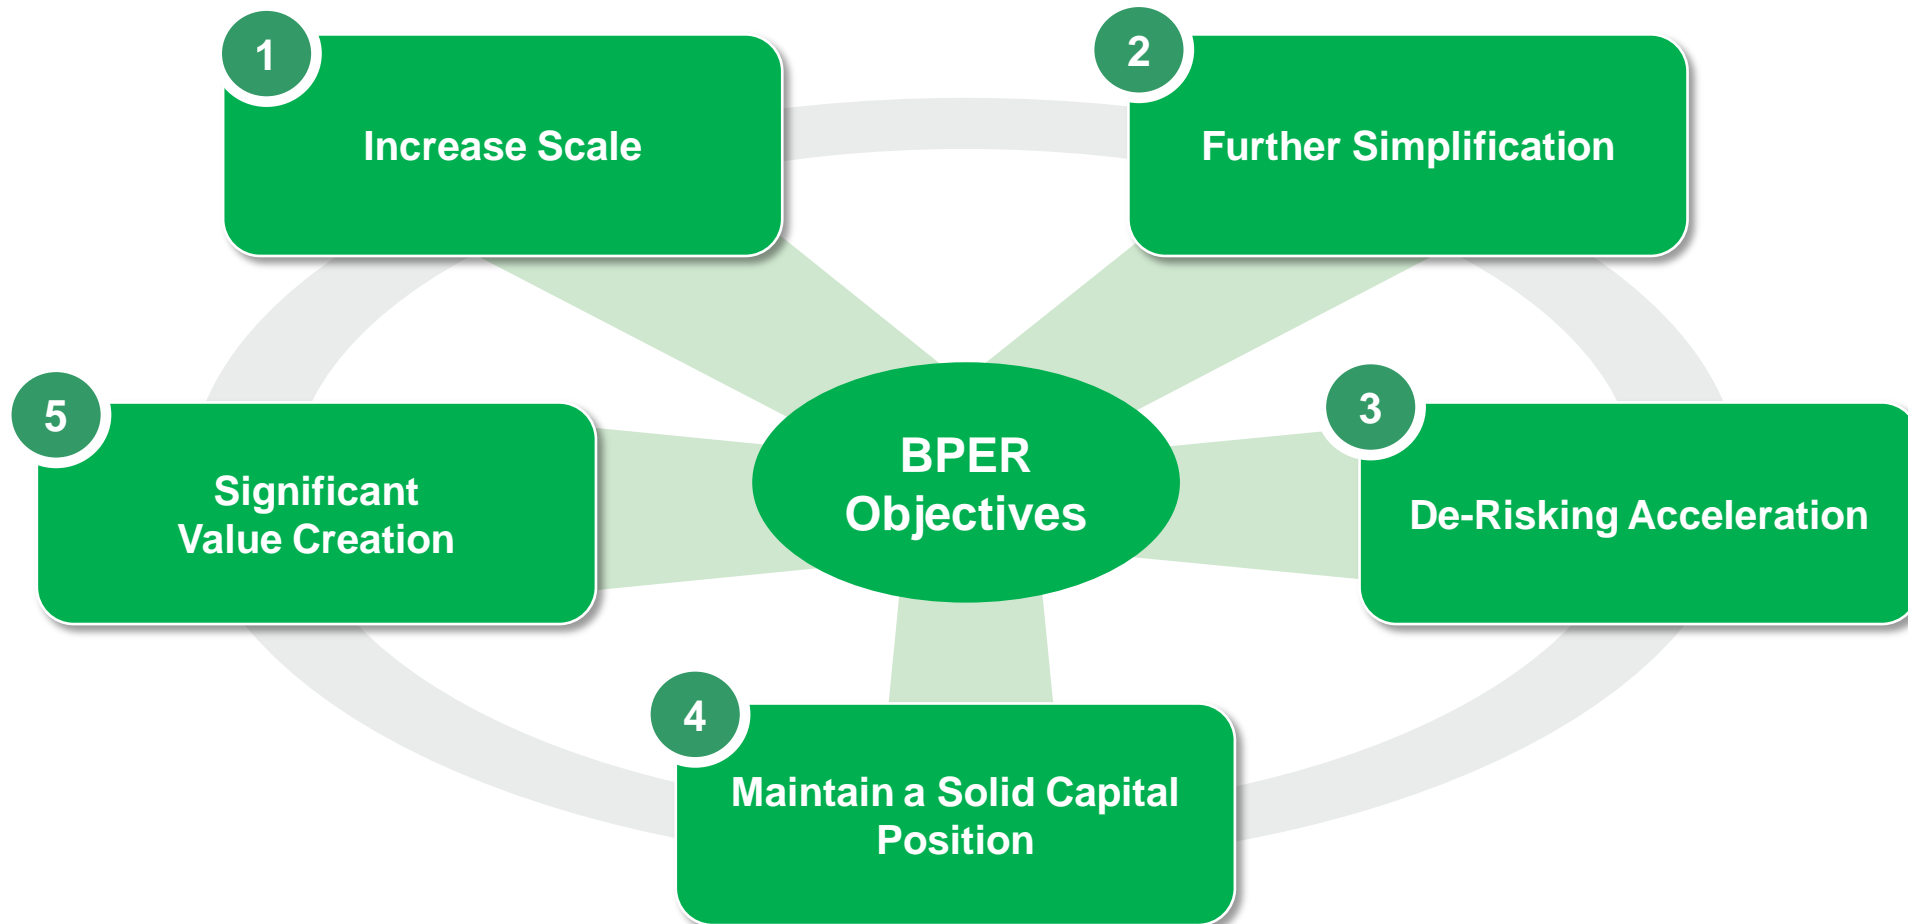 1
Increase Scale
2
Further Simplification
BPER
Objectives
3
De-Risking Acceleration
4
Maintain a Solid Capital
Position
5
Significant
Value Creation